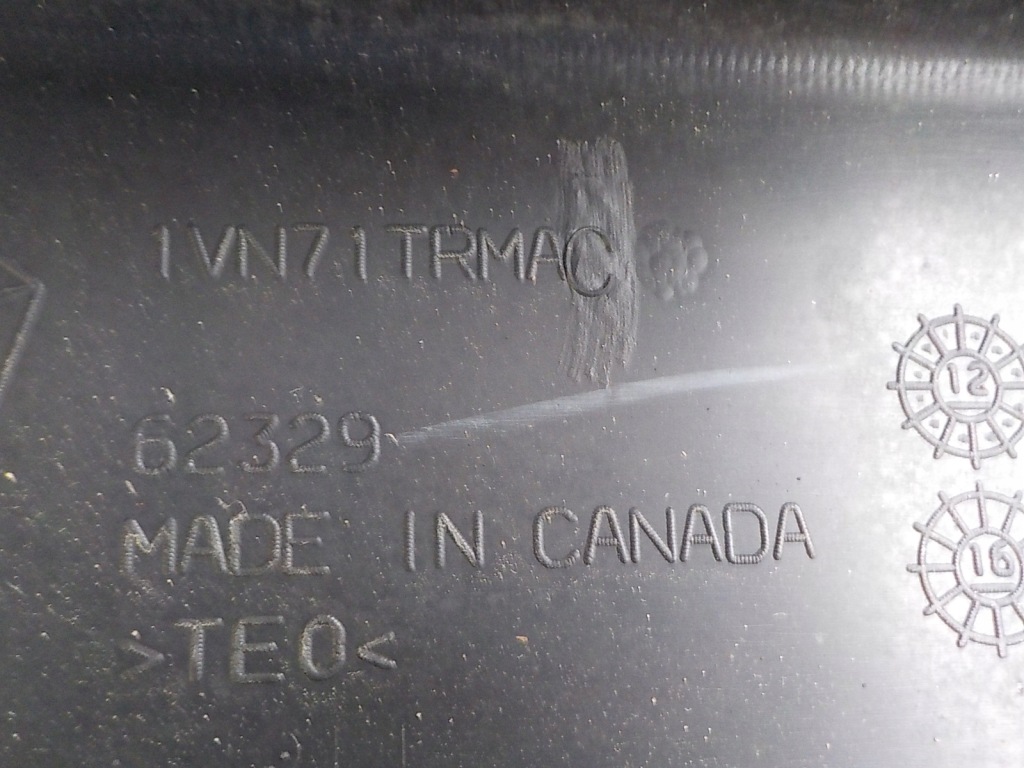 1VN71TRMAC
62329
MADE IN CANADA
>TEO<
12
16